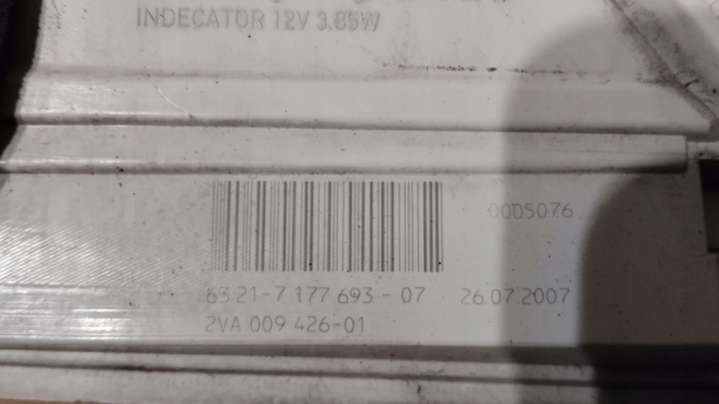 INDECATOR 12V 3.85W
0005076
63 21-7 177 693-07 26.07.2007
2VA 009 426-01